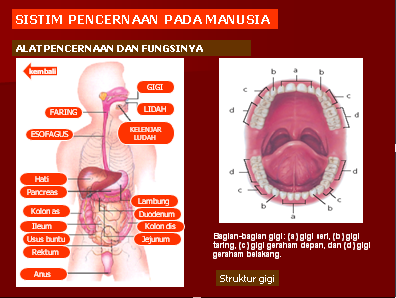 SISTIM PENCERNAAN PADA MANUSIA
ALAT PENCERNAAN DAN FUNGSINYA
kembali
GIGI
LIDAH
FARING
KELENJAR
LUDAH
ESOFAGUS
Hati
Pancreas
Kolon as
Ileum
Usus buntu
Rektum
Anus
Lambung
Duodenum
Kolon dis
Jejunum
a
b
b
c
c
d
d
d
d
c
c
b
b
a
Bagian-bagian gigi: (a) gigi seri, (b) gigi
taring, (c) gigi geraham depan, dan (d) gigi
geraham belakang.
Struktur gigi